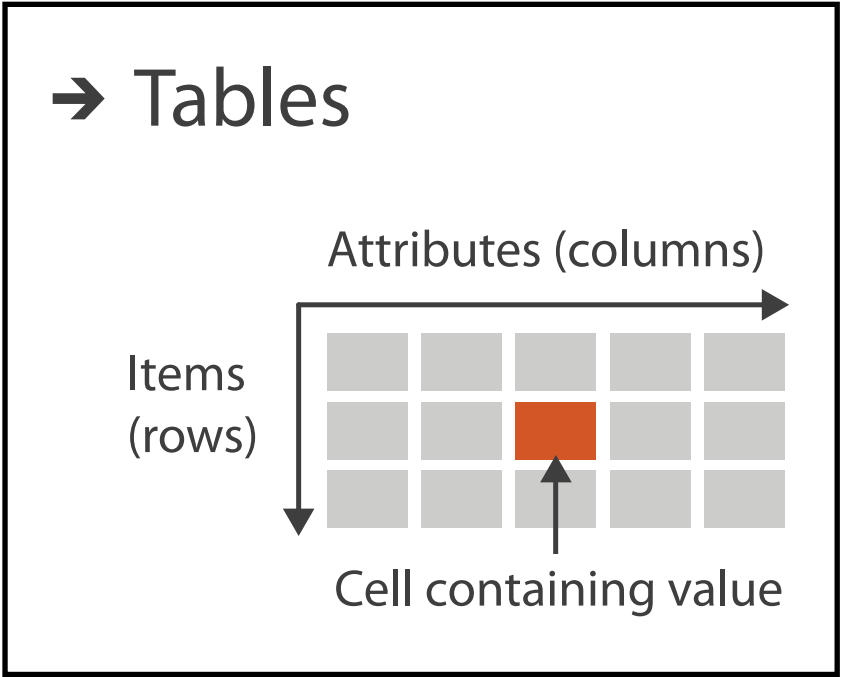 ➔ Tables
Attributes (columns)
Items
(rows)
Cell containing value